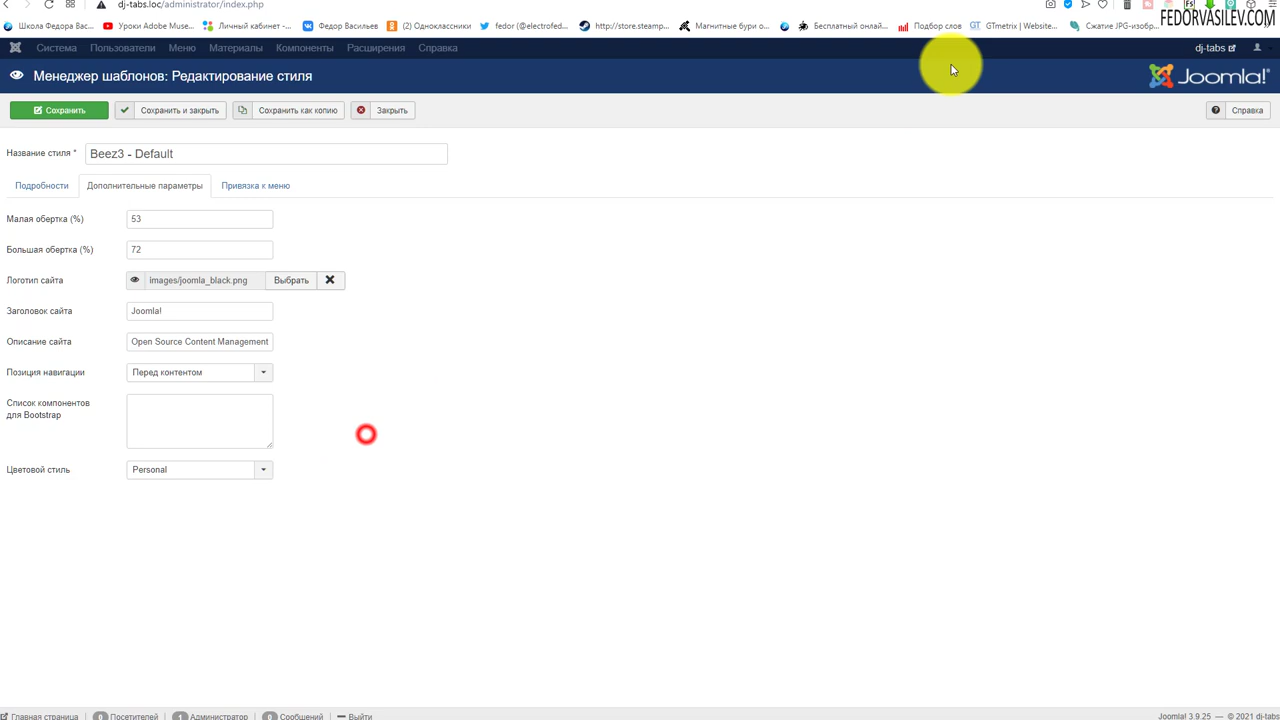 dj-tabs.loc/administrator/index.php
FEDORVASILEV.COM
Школа Федора Вас... Уроки Adobe Muse... Личный кабинет -... Федор Васильев (2) Одноклассники fedor (@electrofed... http://store.steamp... Магнитные бури о... Бесплатный онлай... Подбор слов GT GTmetrix | Website... Сжатие JPG-изобр...
Система Пользователи Меню Материалы Компоненты Расширения Справка dj-tabs
Менеджер шаблонов: Редактирование стиля Joomla!®
Сохранить Сохранить и закрыть Сохранить как копию Закрыть Справка
Название стиля * Beez3 - Default
Подробности Дополнительные параметры Привязка к меню
Малая обертка (%) 53
Большая обертка (%) 72
Логотип сайта images/joomla_black.png Выбрать
Заголовок сайта Joomla!
Описание сайта Open Source Content Management
Позиция навигации Перед контентом
Список компонентов
для Bootstrap
Цветовой стиль Personal
Главная страница 0 Посетителей 1 Администратор 0 Сообщений Выйти Joomla! 3.9.25 — © 2021 dj-tabs